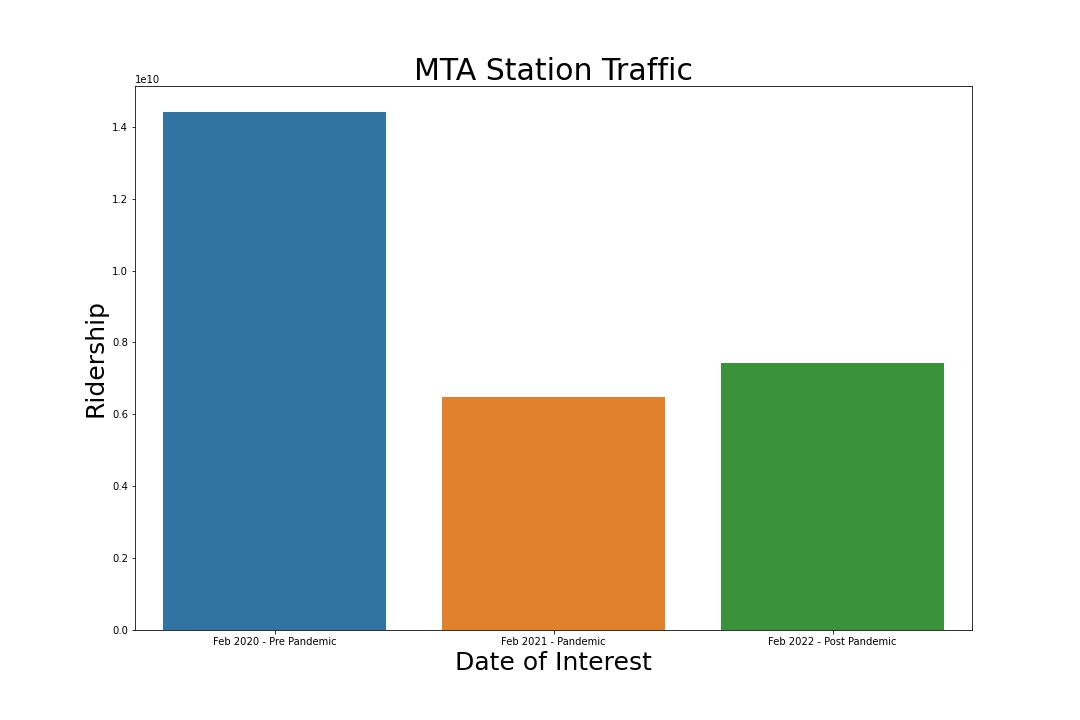 MTA Station Traffic
1e10
1.4
1.2
1.0
0.8
0.6
0.4
0.2
0.0
Ridership
Feb 2020 - Pre Pandemic
Feb 2021 - Pandemic
Feb 2022 - Post Pandemic
Date of Interest